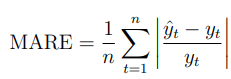 MARE = \frac{1}{n} \sum_{t=1}^{n} \left| \frac{\hat{y}_t - y_t}{y_t} \right|